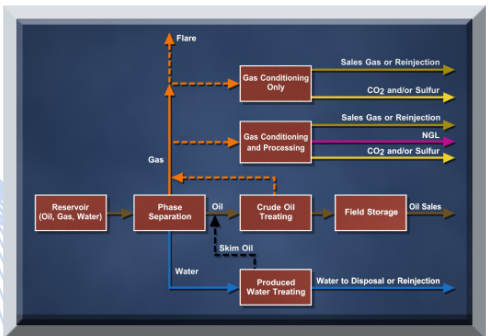 Flare
Sales Gas or Reinjection
Gas Conditioning
Only
CO2 and/or Sulfur
Sales Gas or Reinjection
Gas Conditioning
and Processing
NGL
CO2 and/or Sulfur
Gas
Reservoir
(Oil, Gas, Water)
Phase
Separation
Oil
Crude Oil
Treating
Field Storage
Oil Sales
Skim Oil
Water
Produced
Water Treating
Water to Disposal or Reinjection